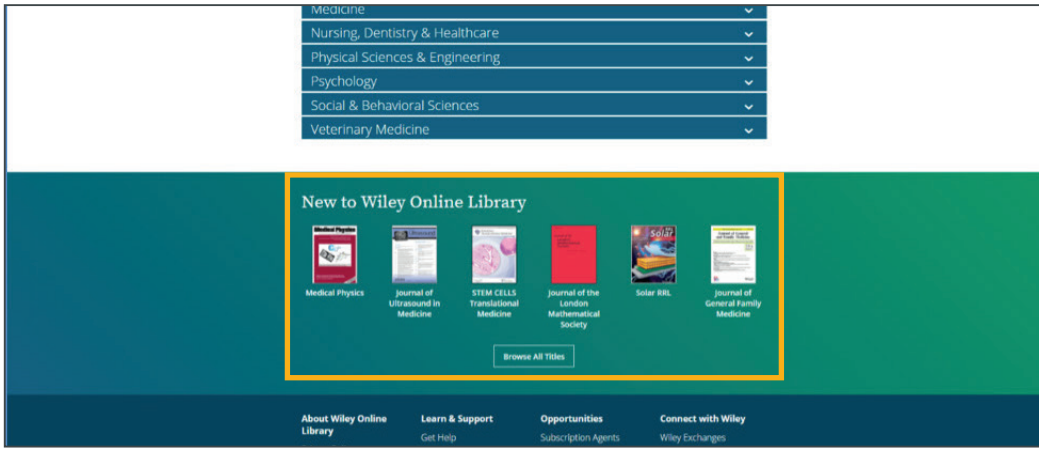 Medicine
Nursing, Dentistry & Healthcare
Physical Sciences & Engineering
Psychology
Social & Behavioral Sciences
Veterinary Medicine
New to Wiley Online Library
Medical Physics
Solar
Medical Physics
Journal of
Ultrasound in
Medicine
STEM CELLS
Translational
Medicine
Journal of the
London
Mathematical
Society
Solar RRL
Journal of
General Family
Medicine
Browse All Titles
About Wiley Online
Library
Learn & Support
Get Help
Opportunities
Subscription Agents
Connect with Wiley
Wiley Exchanges